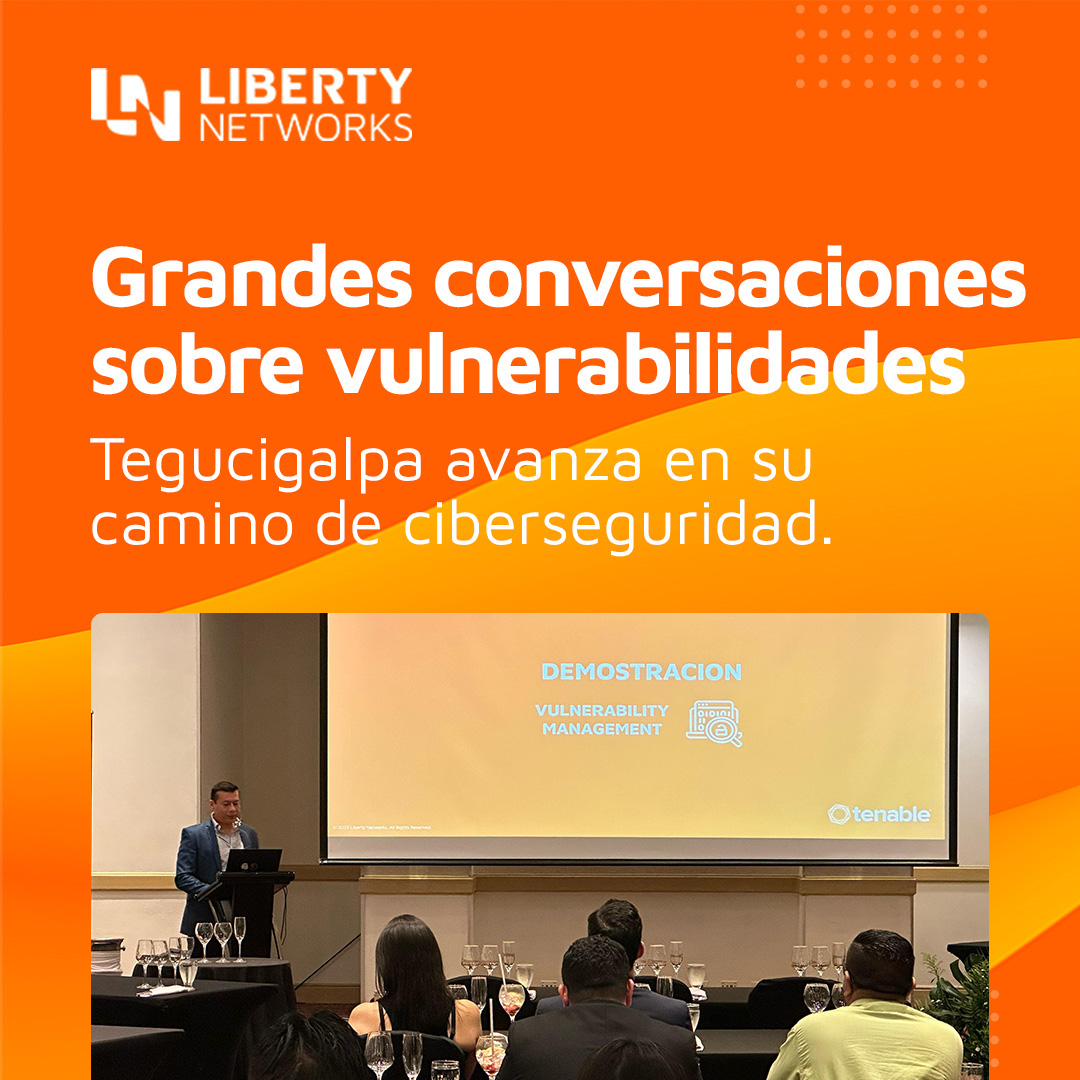 LIBERTY
NETWORKS
Grandes conversaciones
sobre vulnerabilidades
Tegucigalpa avanza en su
camino de ciberseguridad.
DEMOSTRACION
VULNERABILITY
MANAGEMENT
tenable